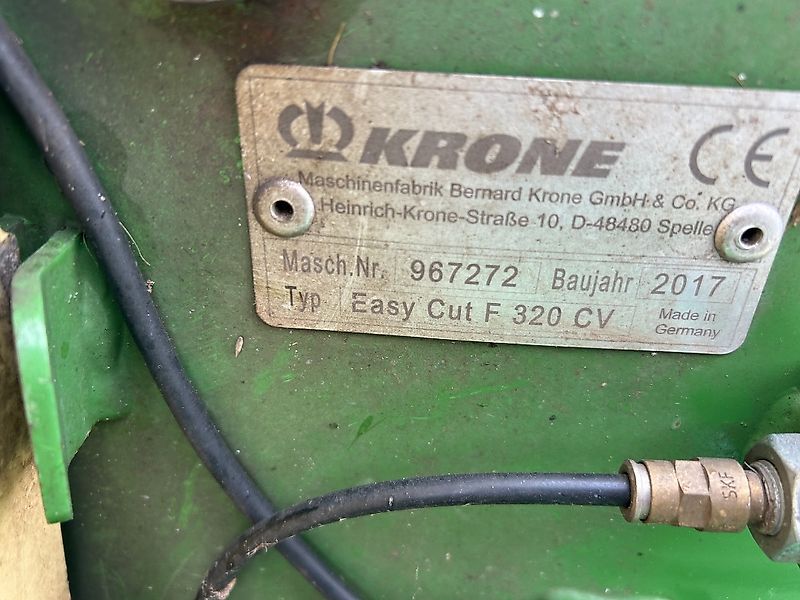 KRONE
CE
Maschinenfabrik Bernard Krone GmbH & Co. KG
Heinrich-Krone-Straße 10, D-48480 Spelle
Masch.Nr. 967272 Baujahr 2017
Typ Easy Cut F 320 CV
Made in
Germany
SKF